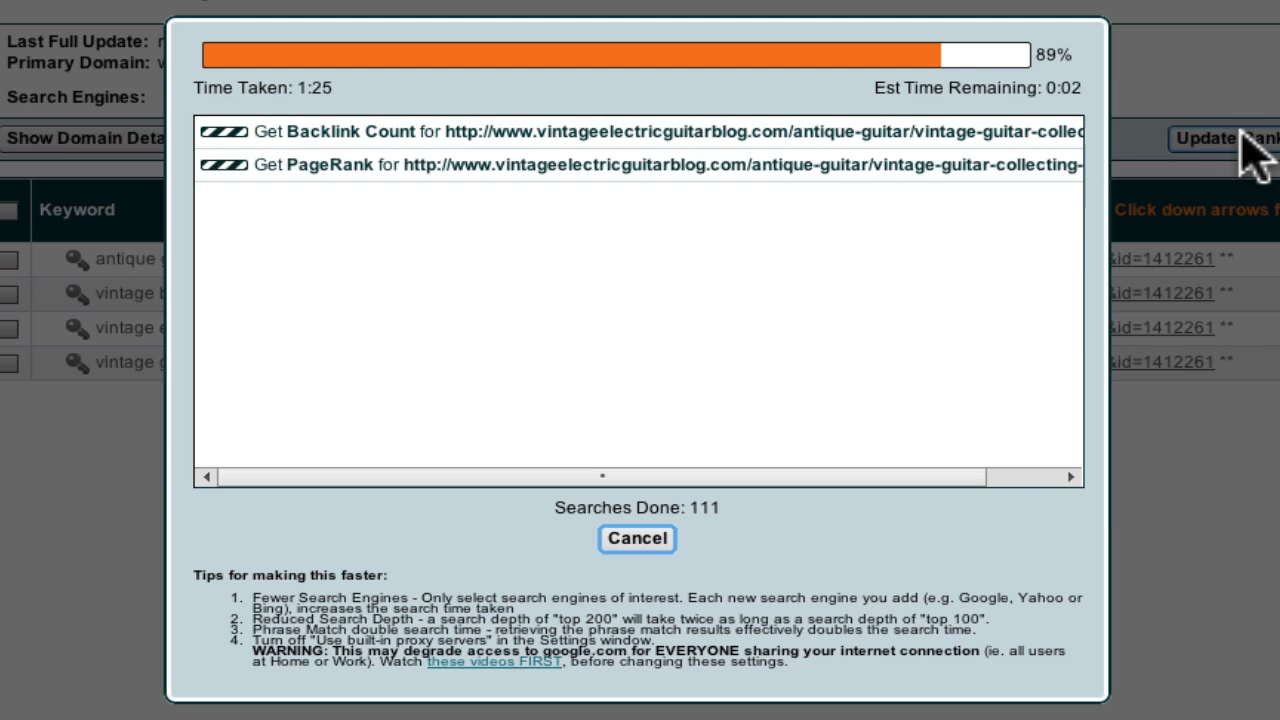 89%
Time Taken: 1:25
Est Time Remaining: 0:02
Get Backlink Count for http://www.vintageelectricguitarblog.com/antique-guitar/vintage-guitar-collec
Get PageRank for http://www.vintageelectricguitarblog.com/antique-guitar/vintage-guitar-collecting-
Searches Done: 111
Cancel
Tips for making this faster:
1. Fewer Search Engines - Only select search engines of interest. Each new search engine you add (e.g. Google, Yahoo or
Bing), increases the search time taken
2. Reduced Search Depth - a search depth of "top 200" will take twice as long as a search depth of "top 100".
3. Phrase Match double search time - retrieving the phrase match results effectively doubles the search time.
4. Turn off "Use built-in proxy servers" in the Settings window.
WARNING: This may degrade access to google.com for EVERYONE sharing your internet connection (ie. all users
at Home or Work). Watch these videos FIRST, before changing these settings.
Last Full Update:
Primary Domain:
Search Engines:
Show Domain Deta
Update
Keyword
Click down arrows f
antique g
&id=1412261 **
vintage b
&id=1412261 **
vintage e
&id=1412261 **
vintage g
&id=1412261 **